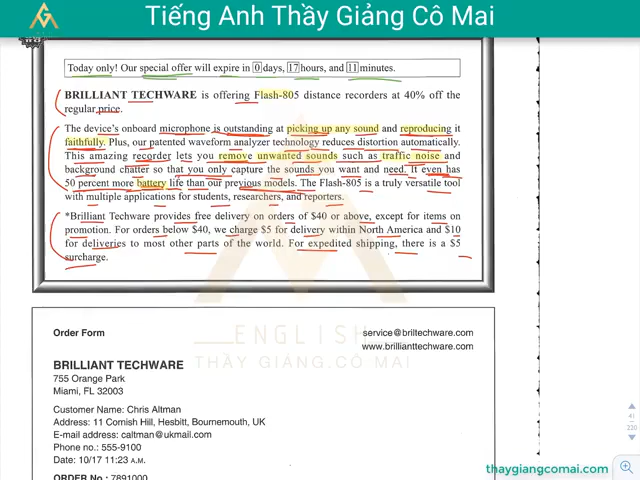 Tiếng Anh Thầy Giảng Cô Mai
Today only! Our special offer will expire in 0 days, 17 hours, and 11 minutes.
BRILLIANT TECHWARE is offering Flash-805 distance recorders at 40% off the
regular price.
The device's onboard microphone is outstanding at picking up any sound and reproducing it
faithfully. Plus, our patented waveform analyzer technology reduces distortion automatically.
This amazing recorder lets you remove unwanted sounds such as traffic noise and
background chatter so that you only capture the sounds you want and need. It even has
50 percent more battery life than our previous models. The Flash-805 is a truly versatile tool
with multiple applications for students, researchers, and reporters.
*Brilliant Techware provides free delivery on orders of $40 or above, except for items on
promotion. For orders below $40, we charge $5 for delivery within North America and $10
for deliveries to most other parts of the world. For expedited shipping, there is a $5
surcharge.
ENGLISH
THẦY GIẢNG.CÔ MAI
Order Form
service@briltechware.com
www.brillianttechware.com
BRILLIANT TECHWARE
755 Orange Park
Miami, FL 32003
Customer Name: Chris Altman
Address: 11 Cornish Hill, Hesbitt, Bournemouth, UK
E-mail address: caltman@ukmail.com
Phone no.: 555-9100
Date: 10/17 11:23 A.M.
ORDER NO.: 7891000
41
220
thaygiangcomai.com